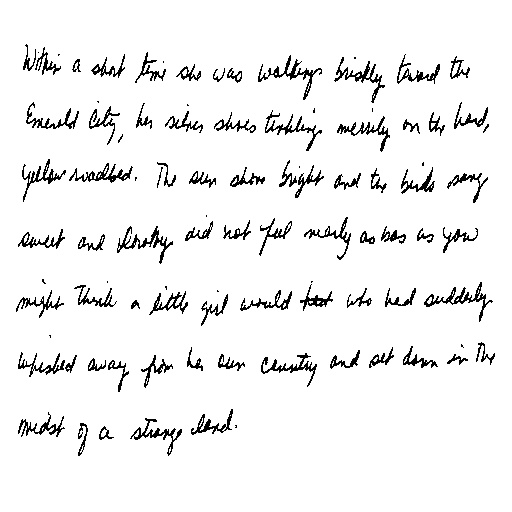 Within a short time she was walking briskly toward the
Emerald City, her silver shoes tinkling merrily on the hard,
yellow roadbed. The sun shone bright and the birds sang
sweet and Dorothy did not feel nearly as bad as you
might think a little girl would who had suddenly
whisked away from her own country and set down in the
midst of a strange land.